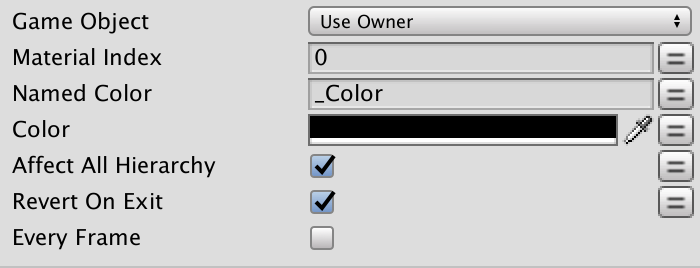 Game Object Use Owner
Material Index 0
Named Color _Color
Color
Affect All Hierarchy
Revert On Exit
Every Frame